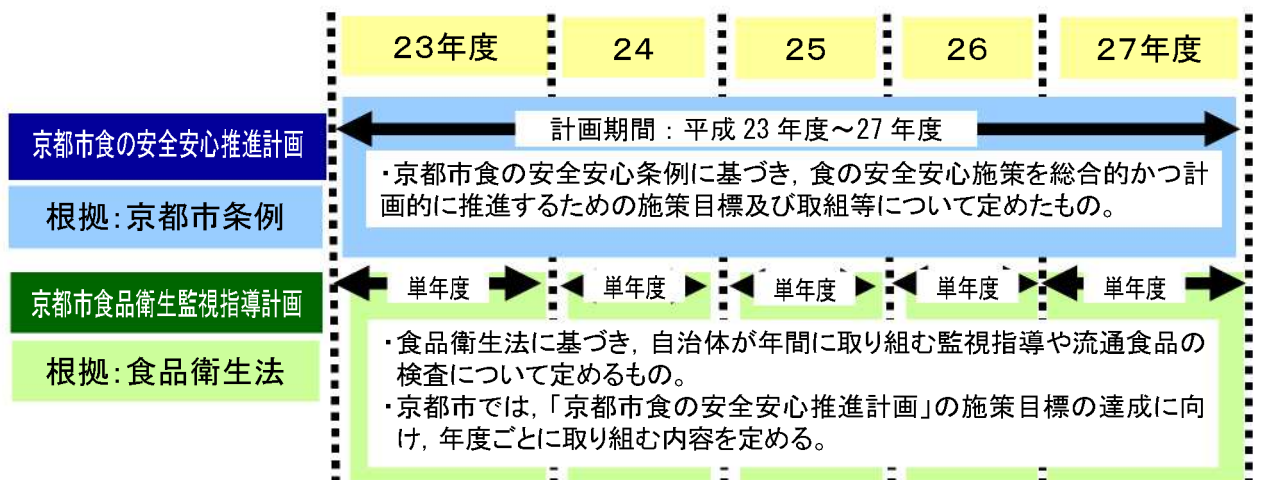 23年度 24 25 26 27年度
京都市食の安全安心推進計画
根拠:京都市条例
計画期間:平成23年度~27年度
・京都市食の安全安心条例に基づき,食の安全安心施策を総合的かつ計
画的に推進するための施策目標及び取組等について定めたもの。
京都市食品衛生監視指導計画
根拠:食品衛生法
単年度 単年度 単年度 単年度 単年度
・食品衛生法に基づき,自治体が年間に取り組む監視指導や流通食品の
検査について定めるもの。
・京都市では,「京都市食の安全安心推進計画」の施策目標の達成に向
け,年度ごとに取り組む内容を定める。